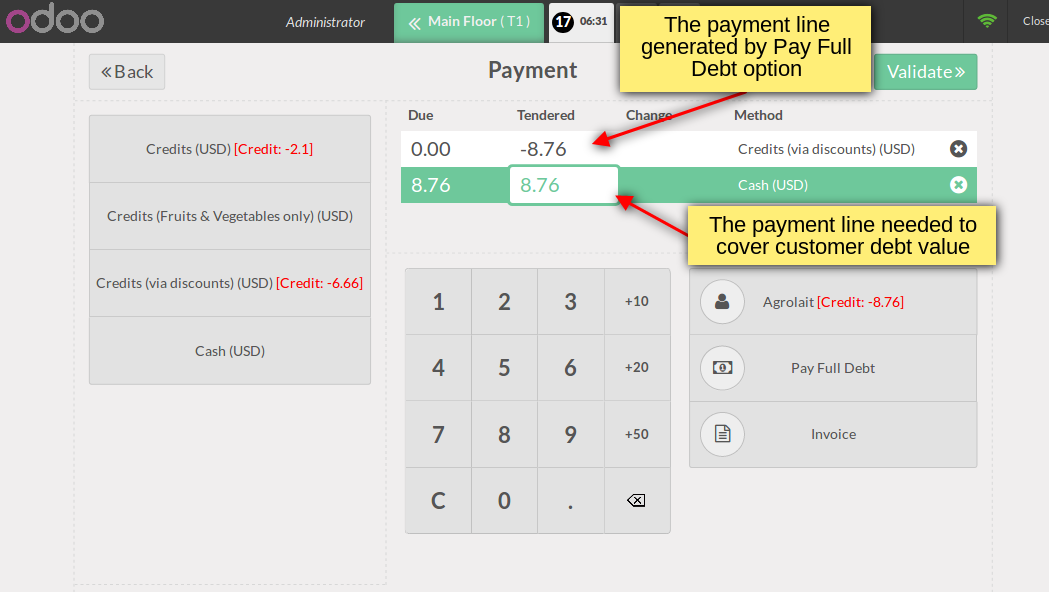 odoo
Administrator
Main Floor ( T1 )
17 06:31
Close
The payment line
generated by Pay Full
Debt option
Back
Payment
Validate
Due Tendered Change Method
0.00 -8.76 Credits (via discounts) (USD)
8.76 8.76 Cash (USD)
The payment line needed to
cover customer debt value
Credits (USD) [Credit: -2.1]
Credits (Fruits & Vegetables only) (USD)
Credits (via discounts) (USD) [Credit: -6.66]
Cash (USD)
1 2 3 +10
4 5 6 +20
7 8 9 +50
C 0 .
Agrolait [Credit: -8.76]
Pay Full Debt
Invoice